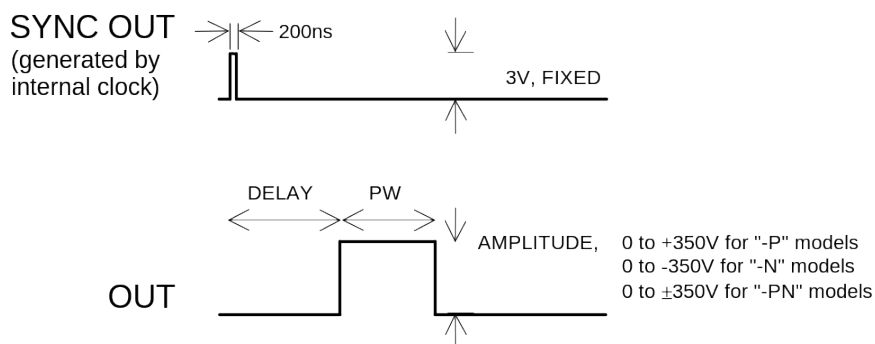 SYNC OUT
(generated by
internal clock)
200ns
3V, FIXED
DELAY
PW
AMPLITUDE,
0 to +350V for "-P" models
0 to -350V for "-N" models
0 to ±350V for "-PN" models
OUT